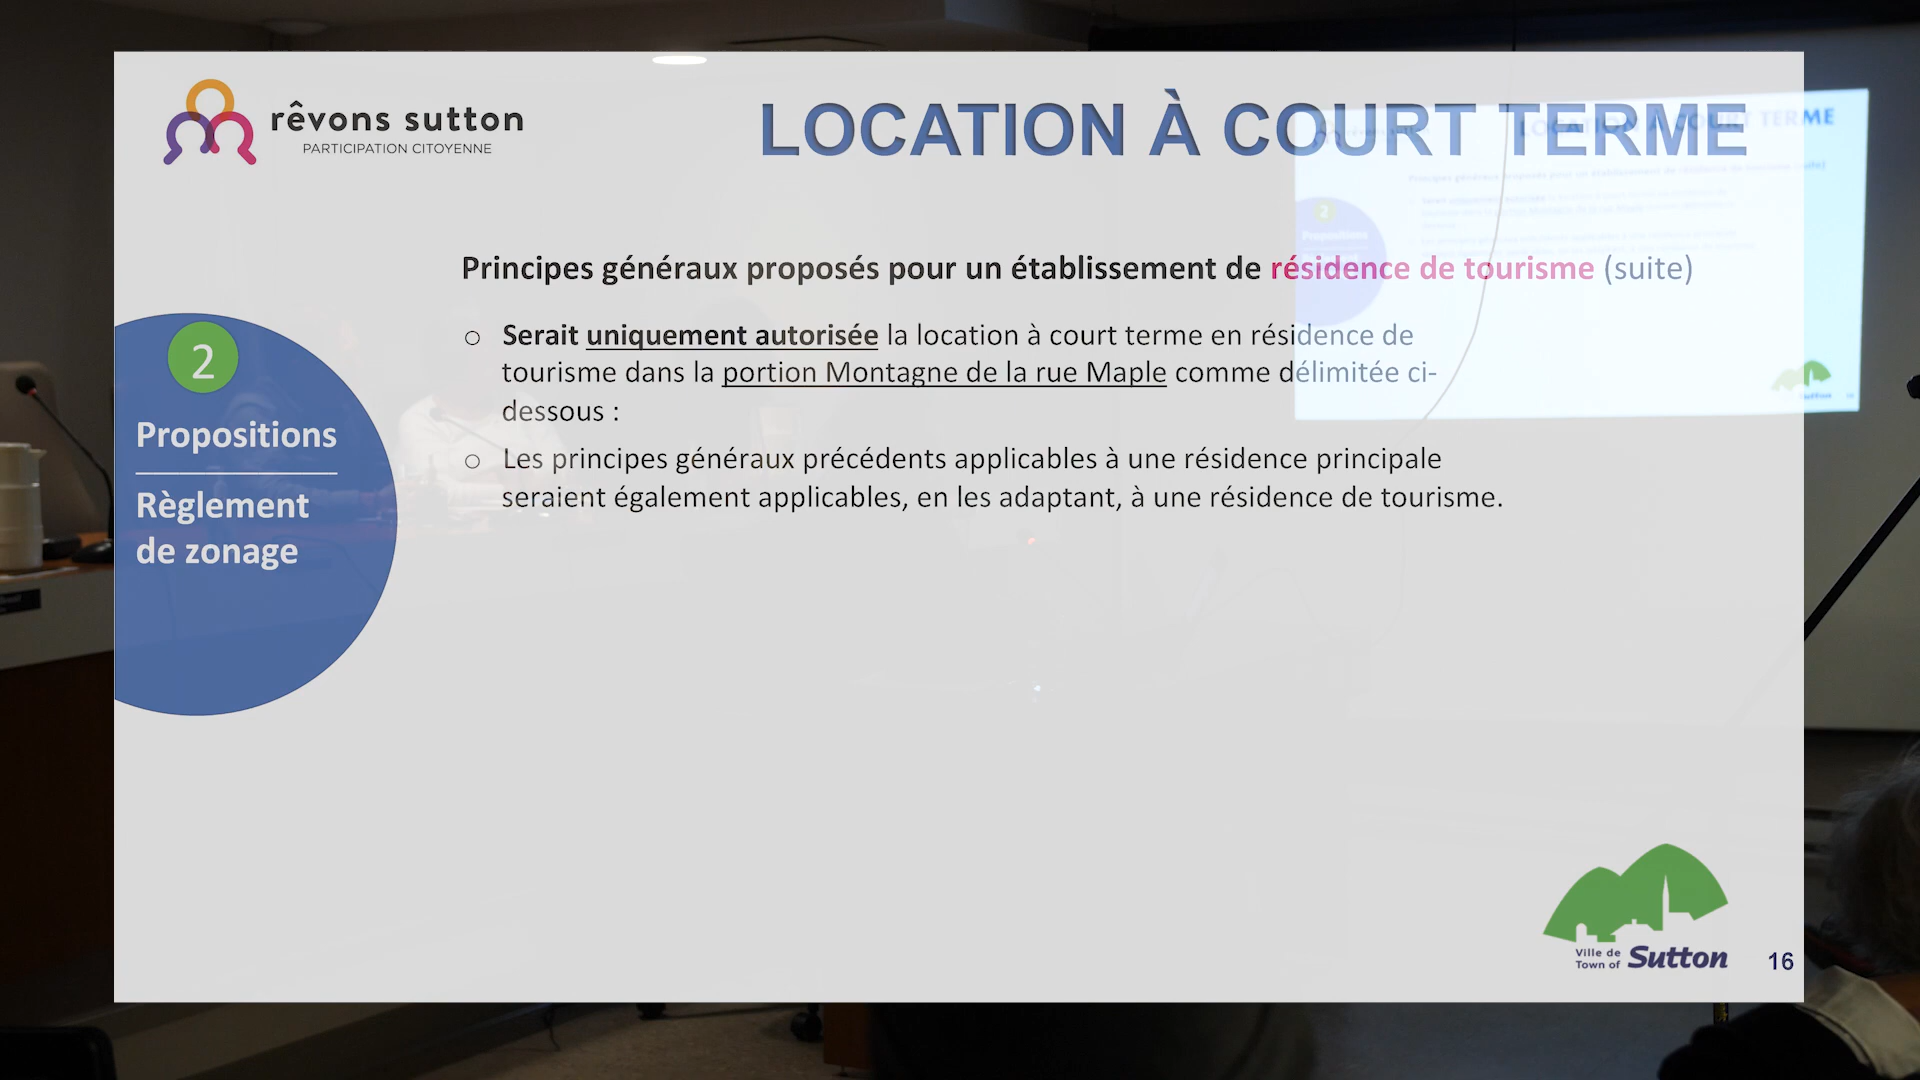 rêvons sutton
PARTICIPATION CITOYENNE
LOCATION À COURT TERME
Principes généraux proposés pour un établissement de résidence de tourisme (suite)
2
Propositions
Règlement
de zonage
○ Serait uniquement autorisée la location à court terme en résidence de
tourisme dans la portion Montagne de la rue Maple comme délimitée ci-
dessous :
○ Les principes généraux précédents applicables à une résidence principale
seraient également applicables, en les adaptant, à une résidence de tourisme.
Ville de
Town of Sutton
16